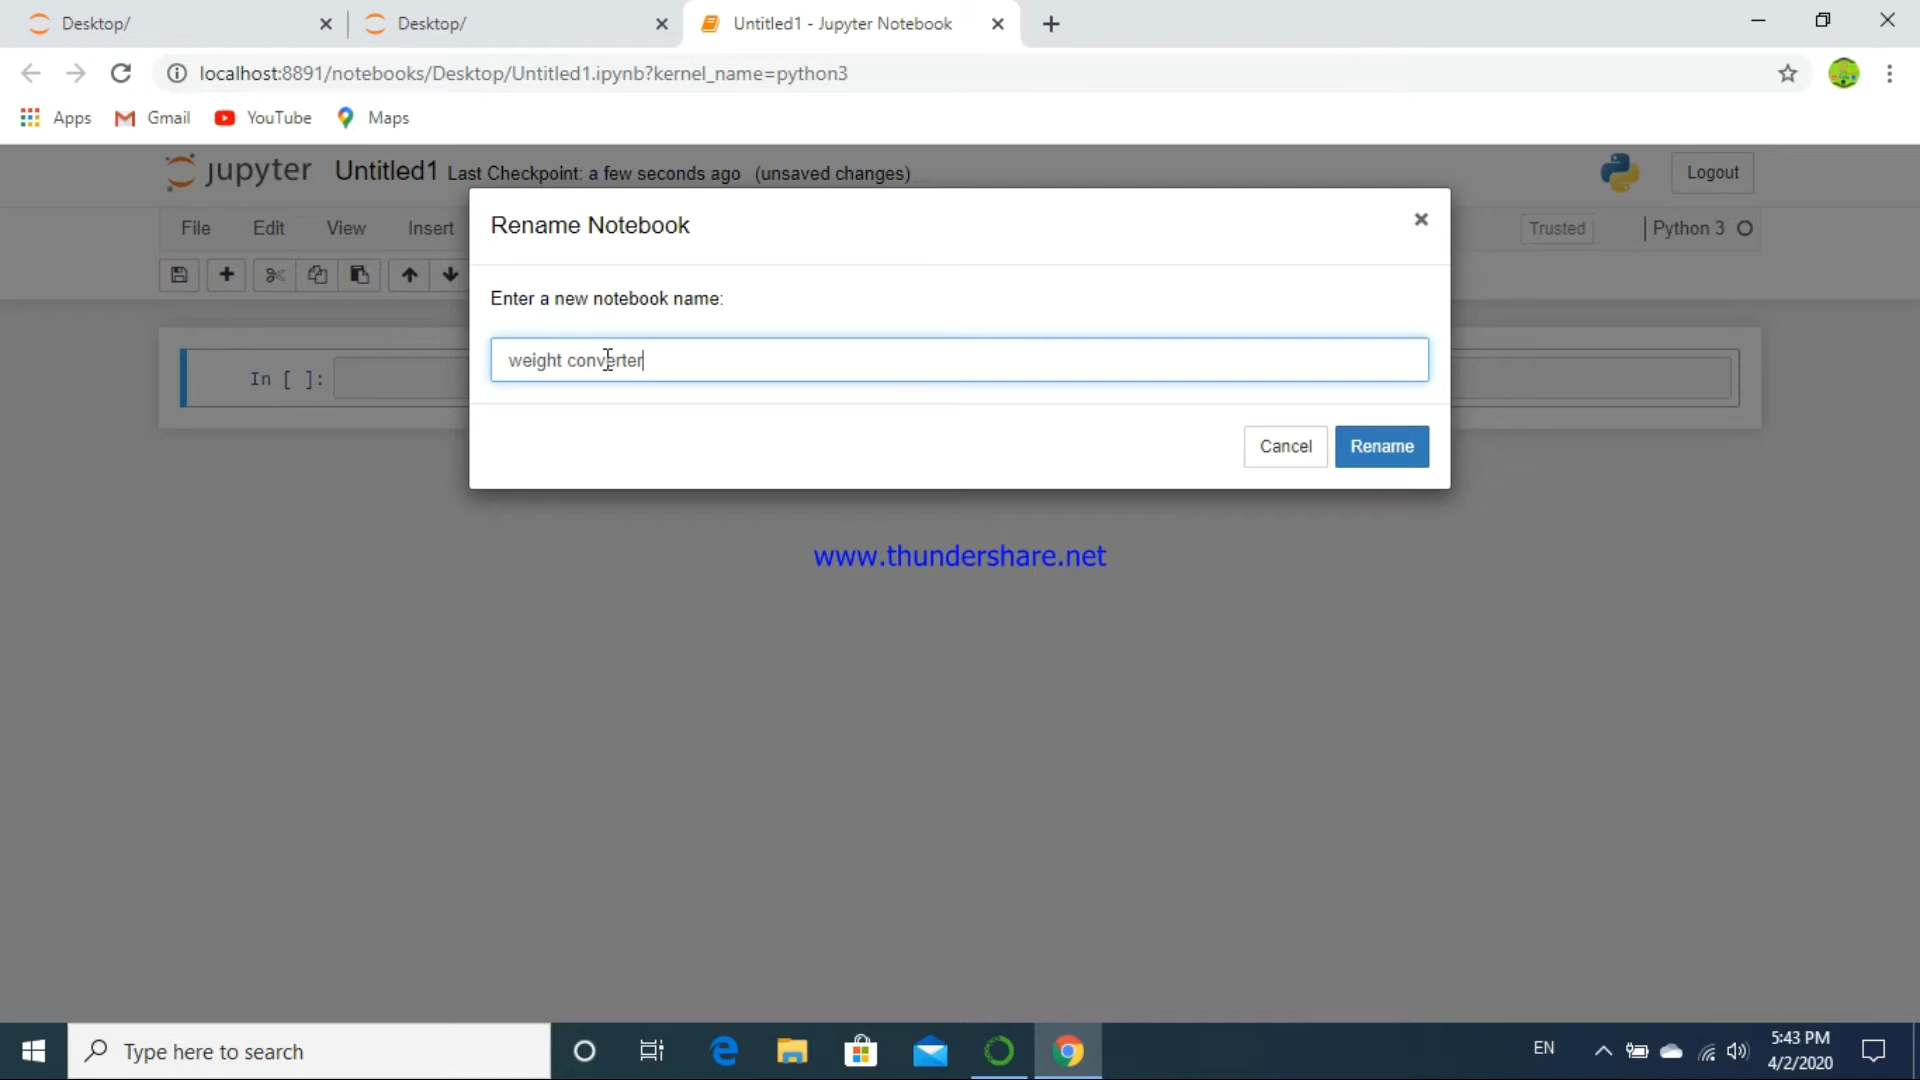 Desktop/
Desktop/
Untitled1 - Jupyter Notebook
localhost:8891/notebooks/Desktop/Untitled1.ipynb?kernel_name=python3
Apps
Gmail
YouTube
Maps
jupyter
Untitled1 Last Checkpoint: a few seconds ago (unsaved changes)
Logout
File
Edit
View
Insert
Trusted
Python 3
Rename Notebook
Enter a new notebook name:
weight converter
In [ ]:
Cancel
Rename
www.thundershare.net
Type here to search
EN
5:43 PM
4/2/2020